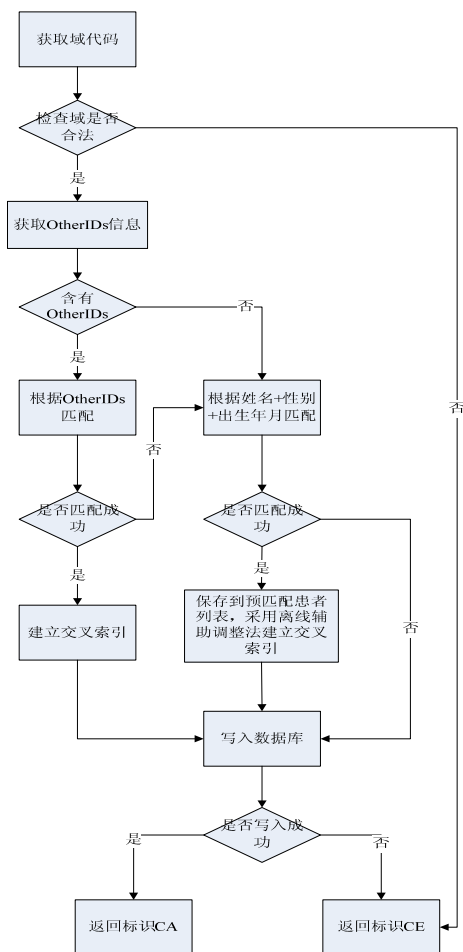 获取域代码
检查域是否
合法
是
获取OtherIDs信息
含有
OtherIDs
否
是
根据OtherIDs
匹配
根据姓名+性别
+出生年月匹配
否
否
是否匹配成
功
是否匹配成
功
是
是
建立交叉索引
保存到预匹配患者
列表，采用离线辅
助调整法建立交叉
索引
否
写入数据库
是否写入成
功
是
否
返回标识CA
返回标识CE